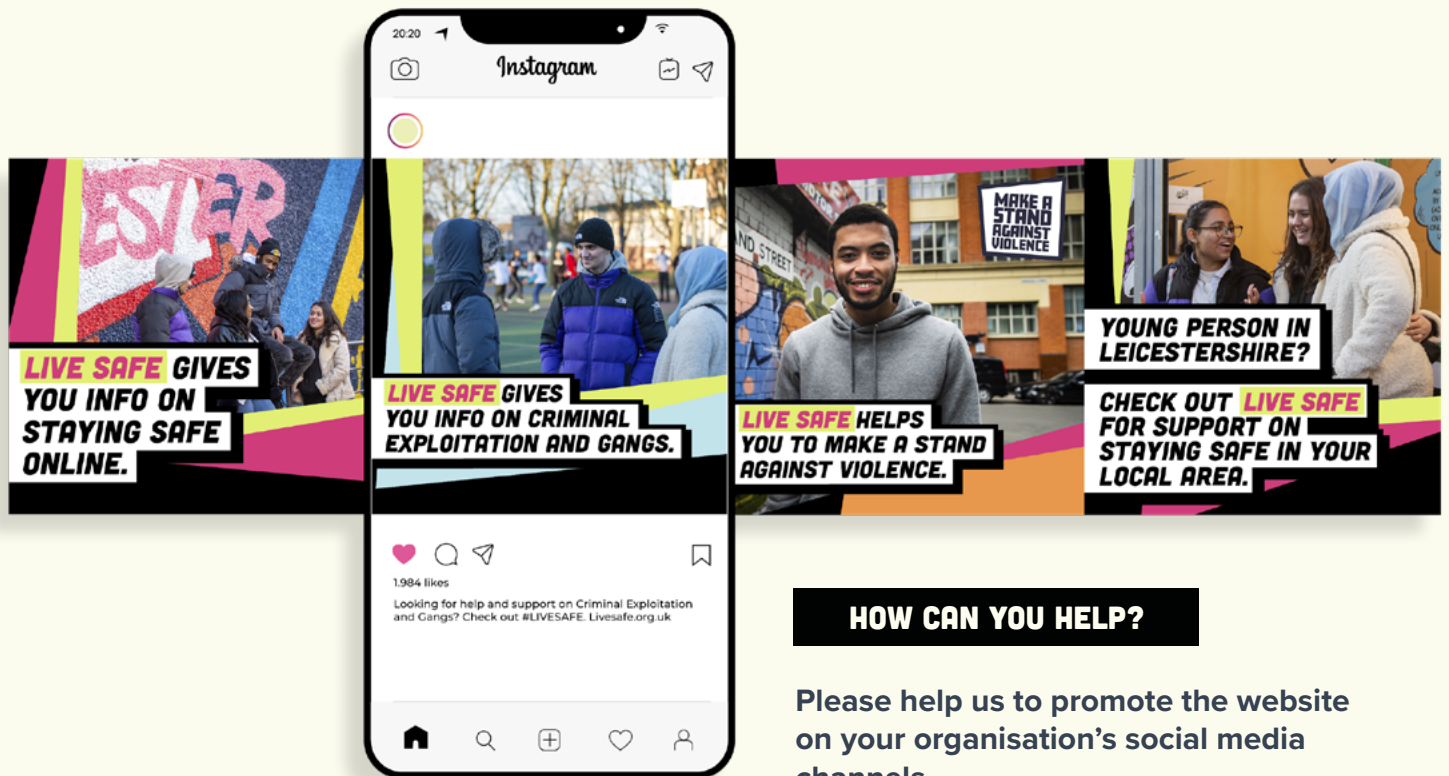 20:20
Instagram
ESTER
LIVE SAFE GIVES
YOU INFO ON
STAYING SAFE
ONLINE.
LIVE SAFE GIVES
YOU INFO ON CRIMINAL
EXPLOITATION AND GANGS.
ND STREET
MAKE A
STAND
AGAINST
VIOLENCE
LIVE SAFE HELPS
YOU TO MAKE A STAND
AGAINST VIOLENCE.
YOUNG PERSON IN
LEICESTERSHIRE?
CHECK OUT LIVE SAFE
FOR SUPPORT ON
STAYING SAFE IN YOUR
LOCAL AREA.
1.984 likes
Looking for help and support on Criminal Exploitation
and Gangs? Check out #LIVESAFE. Livesafe.org.uk
HOW CAN YOU HELP?
Please help us to promote the website
on your organisation's social media
channels